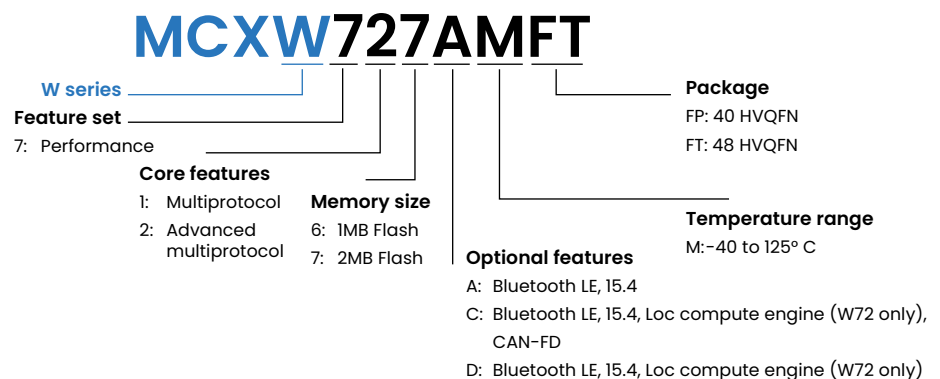 MCXW727AMFT
W series
Feature set
7: Performance
Core features
1: Multiprotocol
2: Advanced
multiprotocol
Memory size
6: 1MB Flash
7: 2MB Flash
Optional features
A: Bluetooth LE, 15.4
C: Bluetooth LE, 15.4, Loc compute engine (W72 only),
CAN-FD
D: Bluetooth LE, 15.4, Loc compute engine (W72 only)
Package
FP: 40 HVQFN
FT: 48 HVQFN
Temperature range
M:-40 to 125° C